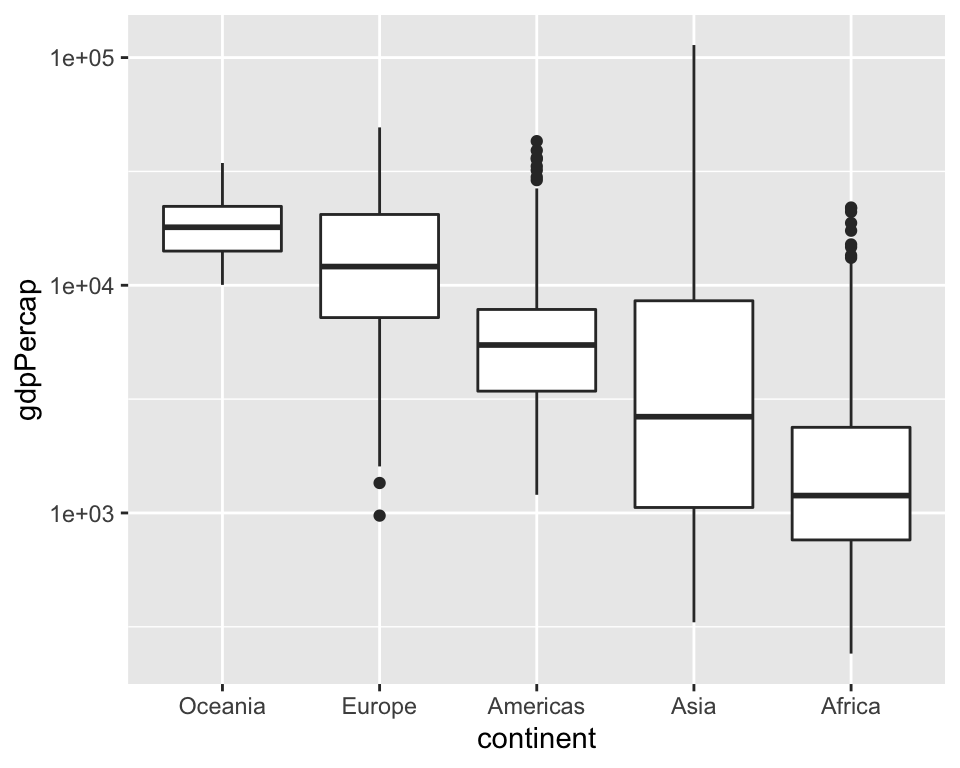 1e+05
1e+04
1e+03
gdpPercap
Oceania Europe Americas Asia Africa
continent